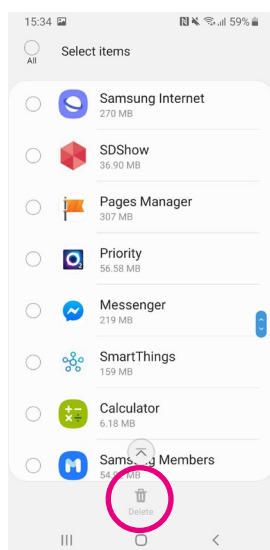 15:34 59%
All Select items
Samsung Internet
270 MB
SDShow
36.90 MB
Pages Manager
307 MB
Priority
56.58 MB
Messenger
219 MB
SmartThings
159 MB
Calculator
6.18 MB
Members
MB
Delete